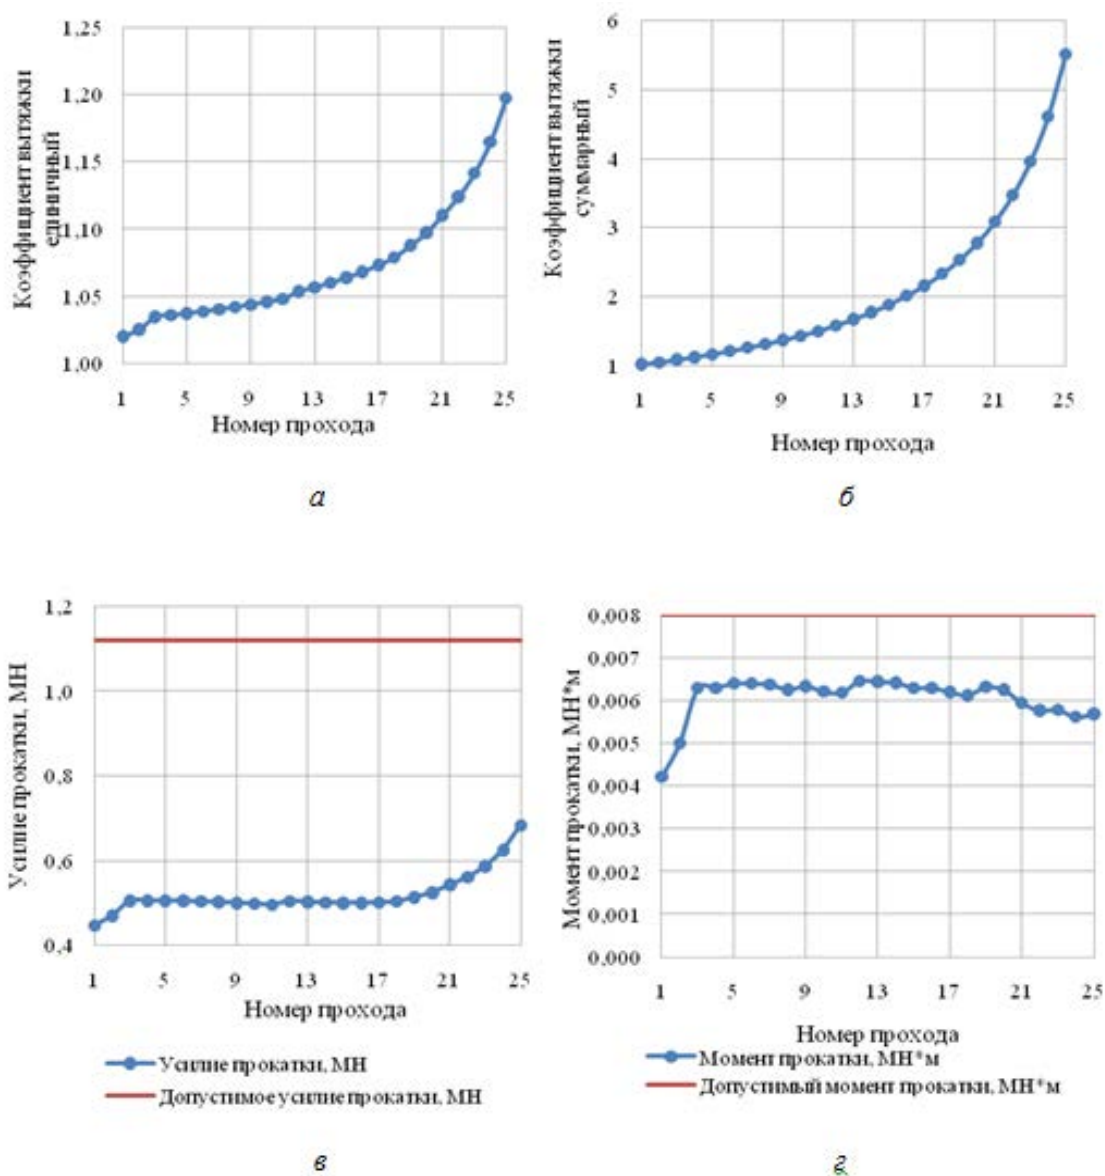 Коэффициент вытяжки
единичный
1,25
1,20
1,15
1,10
1,05
1,00
1 5 9 13 17 21 25
Номер прохода
а
Коэффициент вытяжки
суммарный
6
5
4
3
2
1
1 5 9 13 17 21 25
Номер прохода
б
Усилие прокатки, МН
1,2
1,0
0,8
0,6
0,4
1 5 9 13 17 21 25
Номер прохода
Усилие прокатки, МН
Допустимое усилие прокатки, МН
в
Момент прокатки, МН*м
0,008
0,007
0,006
0,005
0,004
0,003
0,002
0,001
0,000
1 5 9 13 17 21 25
Номер прохода
Момент прокатки, МН*м
Допустимый момент прокатки, МН*м
г